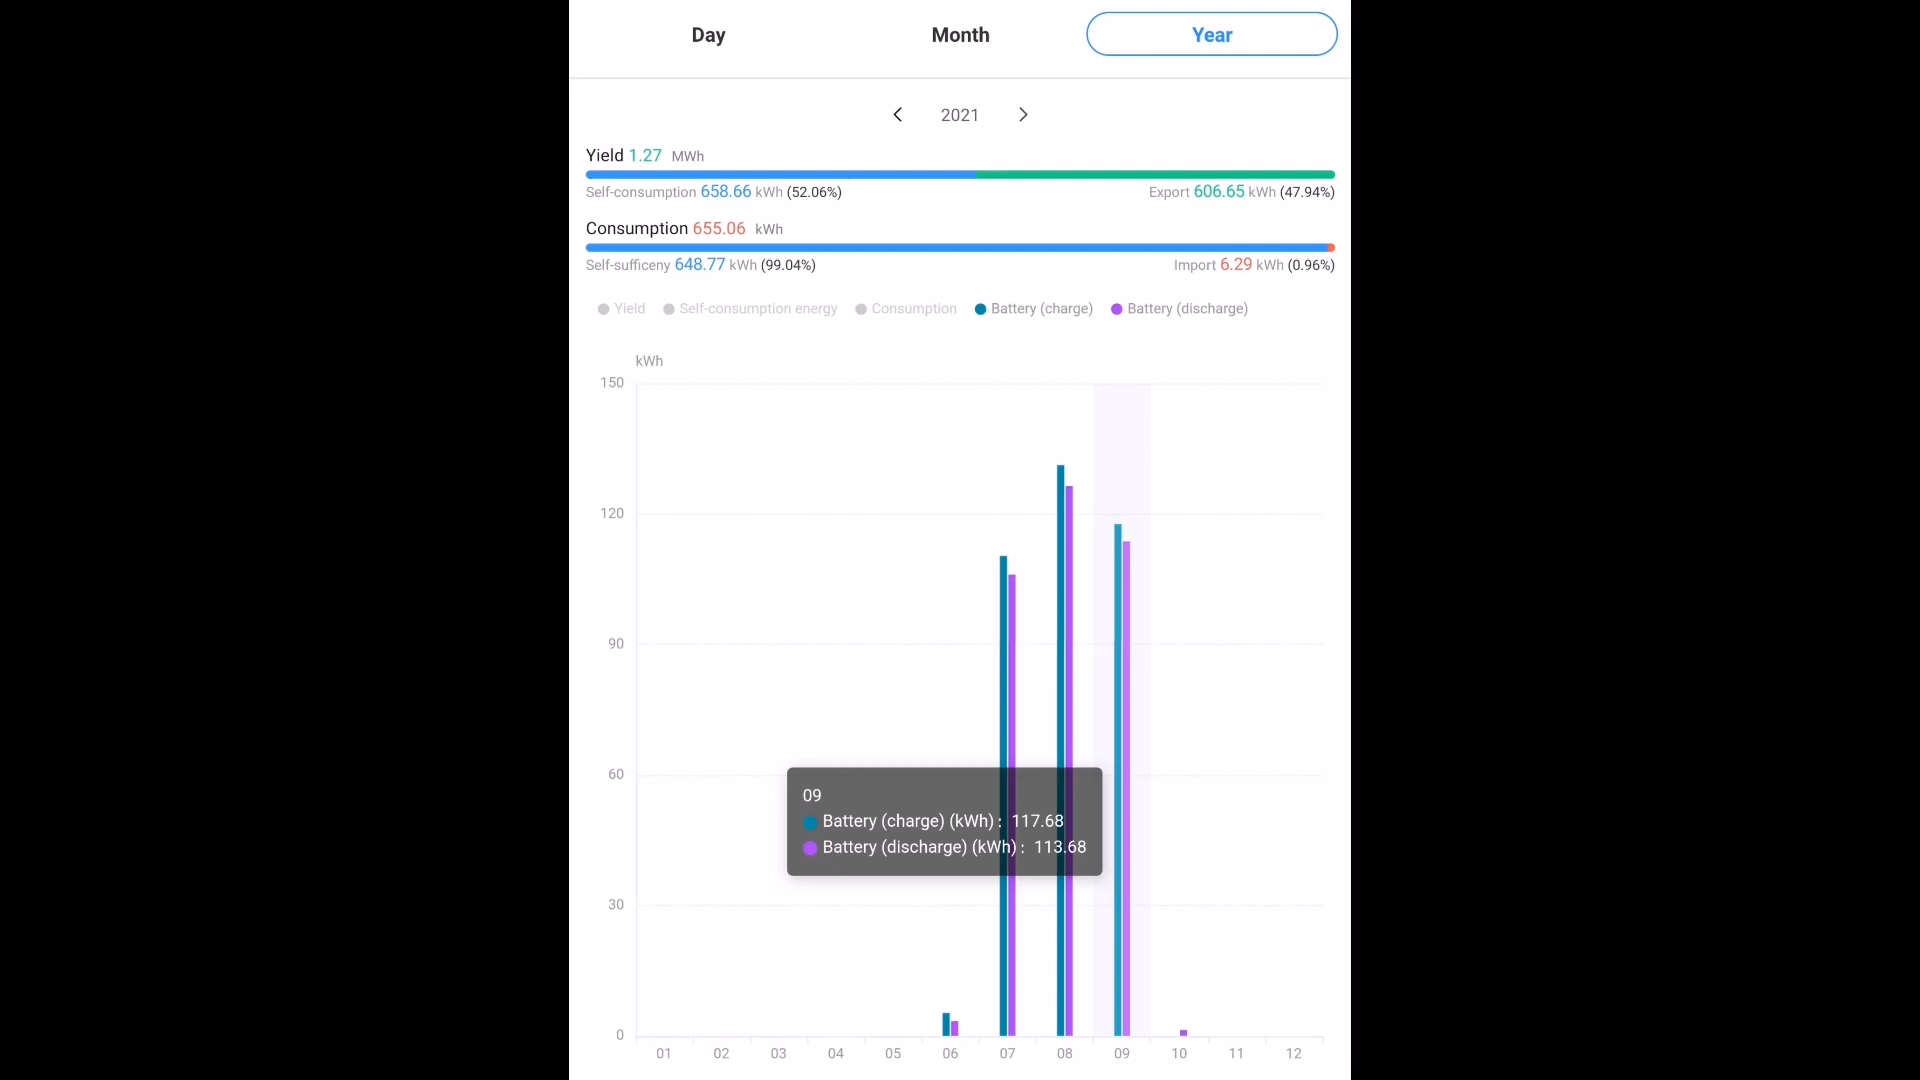 Day Month Year
2021
Yield 1.27 MWh
Self-consumption 658.66 kWh (52.06%) Export 606.65 kWh (47.94%)
Consumption 655.06 kWh
Self-sufficeny 648.77 kWh (99.04%) Import 6.29 kWh (0.96%)
Yield Self-consumption energy Consumption Battery (charge) Battery (discharge)
kWh
150
120
90
60
09
Battery (charge) (kWh) : 117.68
Battery (discharge) (kWh) : 113.68
30
0
01 02 03 04 05 06 07 08 09 10 11 12